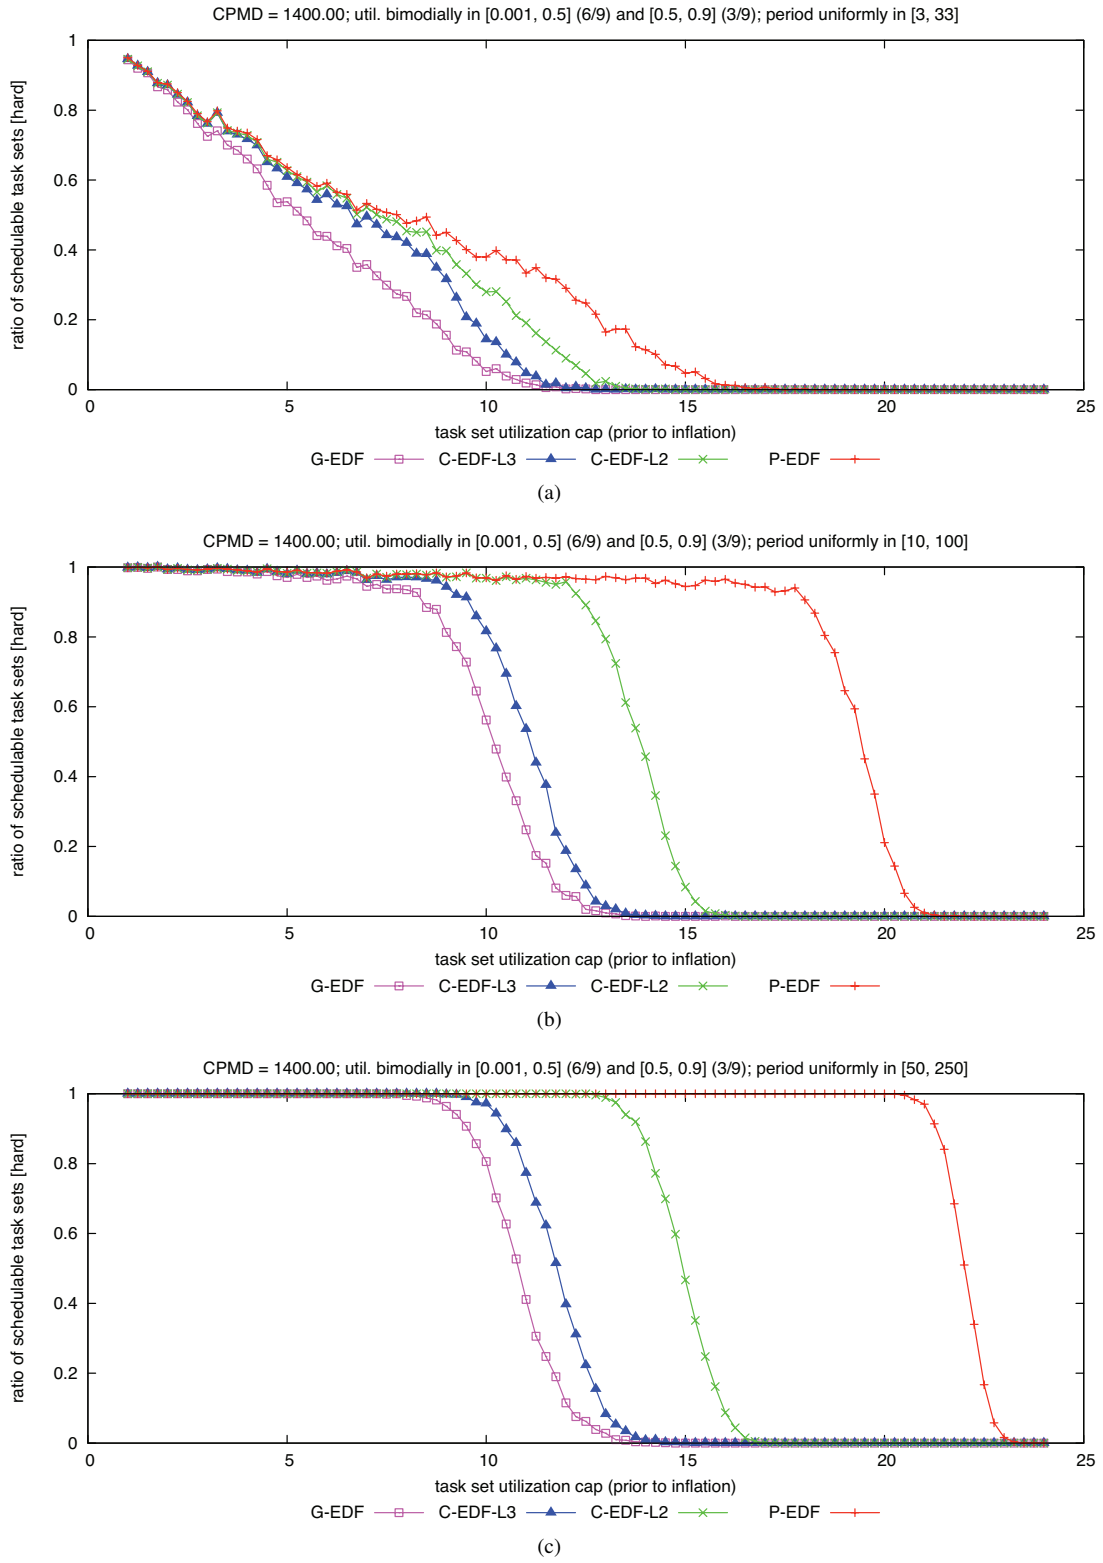 CPMD = 1400.00; util. bimodially in [0.001, 0.5] (6/9) and [0.5, 0.9] (3/9); period uniformly in [3, 33]
ratio of schedulable task sets [hard]
1
0.8
0.6
0.4
0.2
0
0 5 10 15 20 25
task set utilization cap (prior to inflation)
G-EDF C-EDF-L3 C-EDF-L2 P-EDF
(a)
CPMD = 1400.00; util. bimodially in [0.001, 0.5] (6/9) and [0.5, 0.9] (3/9); period uniformly in [10, 100]
ratio of schedulable task sets [hard]
1
0.8
0.6
0.4
0.2
0
0 5 10 15 20 25
task set utilization cap (prior to inflation)
G-EDF C-EDF-L3 C-EDF-L2 P-EDF
(b)
CPMD = 1400.00; util. bimodially in [0.001, 0.5] (6/9) and [0.5, 0.9] (3/9); period uniformly in [50, 250]
ratio of schedulable task sets [hard]
1
0.8
0.6
0.4
0.2
0
0 5 10 15 20 25
task set utilization cap (prior to inflation)
G-EDF C-EDF-L3 C-EDF-L2 P-EDF
(c)